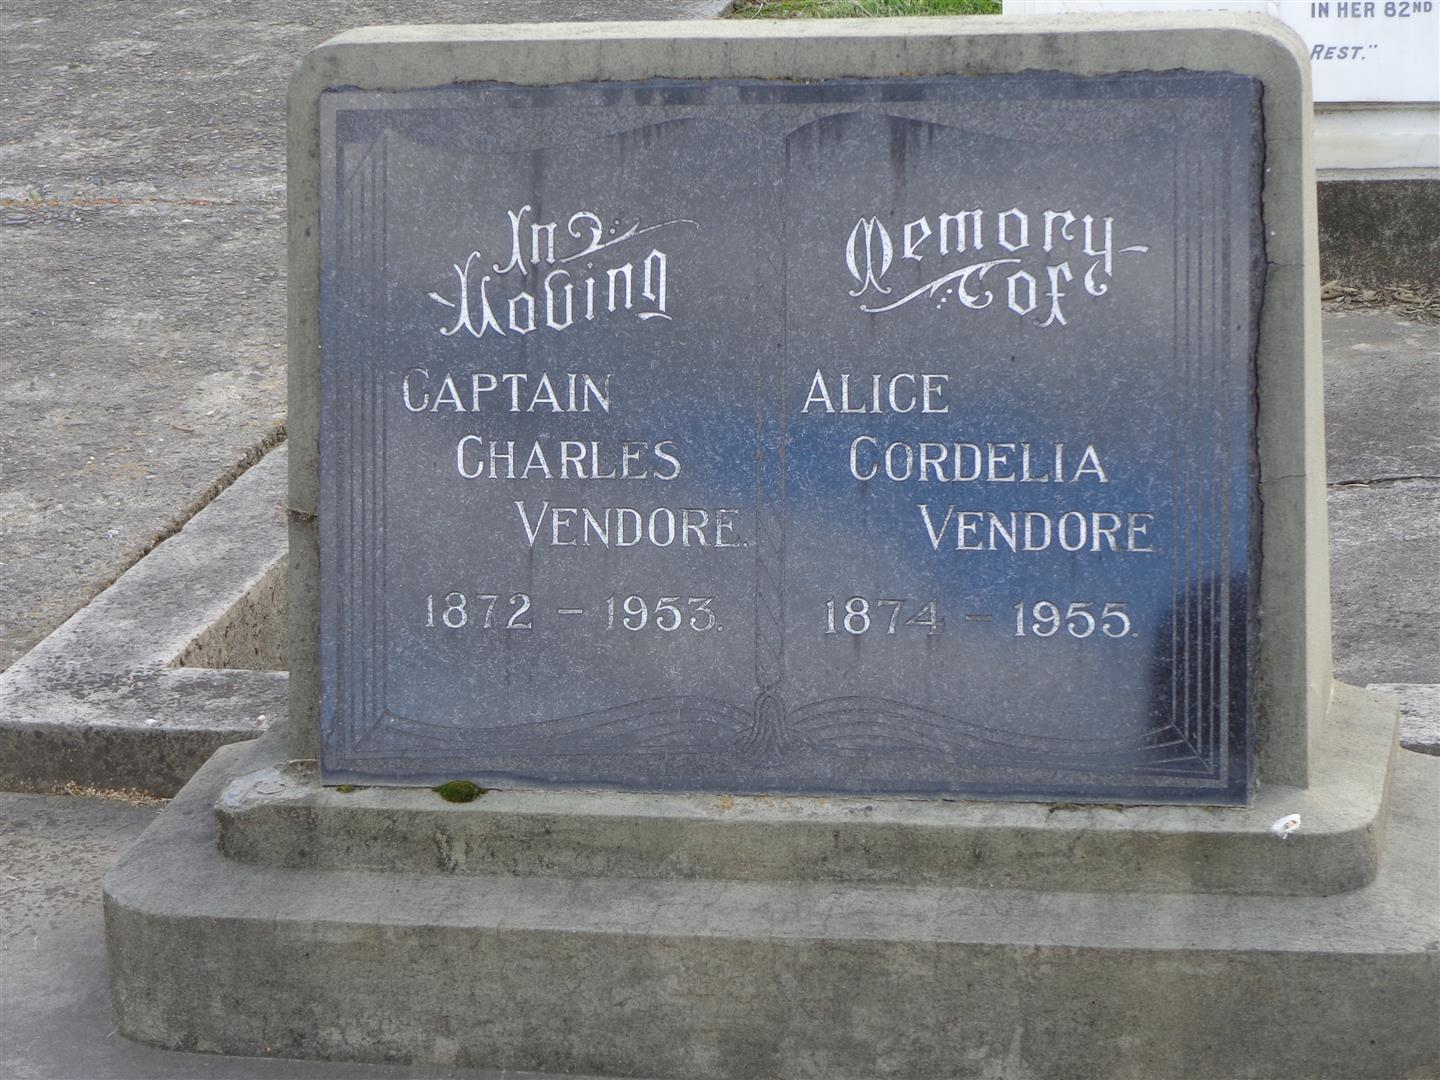 In
Loving
Memory
of
CAPTAIN
CHARLES
VENDORE.
1872 – 1953.
ALICE
CORDELIA
VENDORE.
1874 – 1955.
IN HER 82ND
REST."